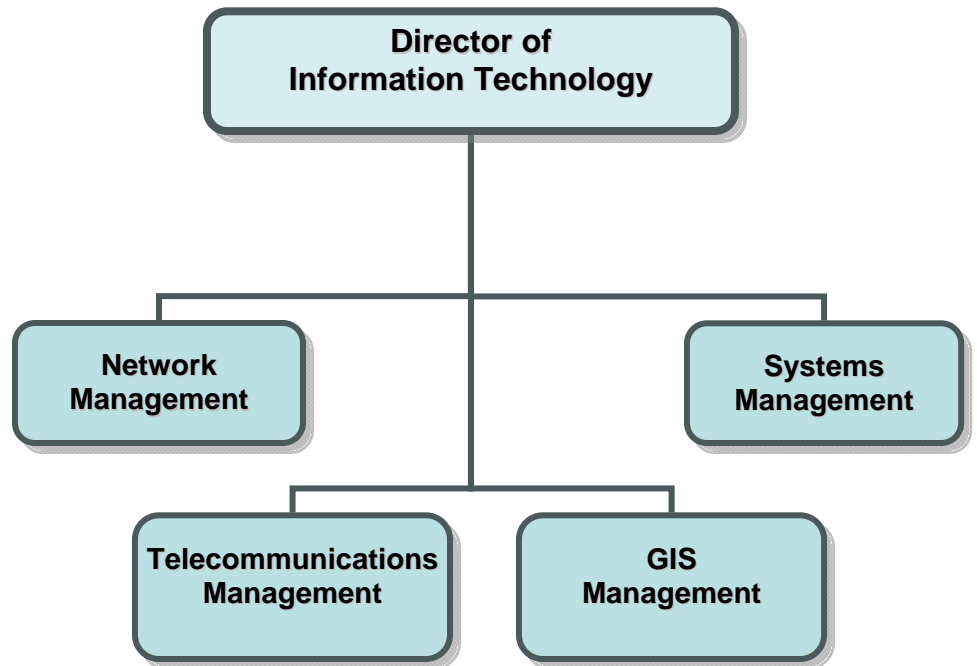 Director of
Information Technology
Network
Management
Systems
Management
Telecommunications
Management
GIS
Management